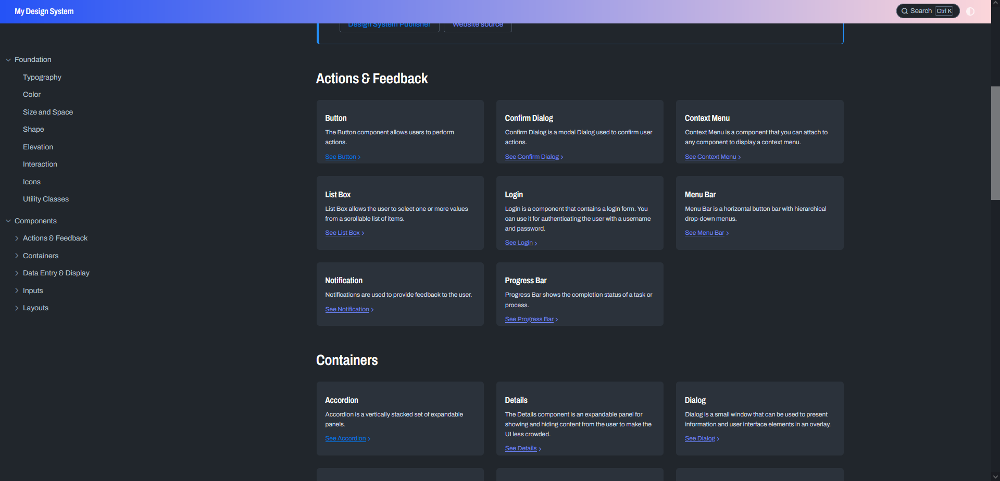 My Design System
Search Ctrl K
Design System Publisher
Website source
Foundation
Typography
Color
Size and Space
Shape
Elevation
Interaction
Icons
Utility Classes
Components
Actions & Feedback
Containers
Data Entry & Display
Inputs
Layouts
Actions & Feedback
Button
The Button component allows users to perform
actions.
See Button
Confirm Dialog
Confirm Dialog is a modal Dialog used to confirm user
actions.
See Confirm Dialog
Context Menu
Context Menu is a component that you can attach to
any component to display a context menu.
See Context Menu
List Box
List Box allows the user to select one or more values
from a scrollable list of items.
See List Box
Login
Login is a component that contains a login form. You
can use it for authenticating the user with a username
and password.
See Login
Menu Bar
Menu Bar is a horizontal button bar with hierarchical
drop-down menus.
See Menu Bar
Notification
Notifications are used to provide feedback to the user.
See Notification
Progress Bar
Progress Bar shows the completion status of a task or
process.
See Progress Bar
Containers
Accordion
Accordion is a vertically stacked set of expandable
panels.
See Accordion
Details
The Details component is an expandable panel for
showing and hiding content from the user to make the
UI less crowded.
See Details
Dialog
Dialog is a small window that can be used to present
information and user interface elements in an overlay.
See Dialog